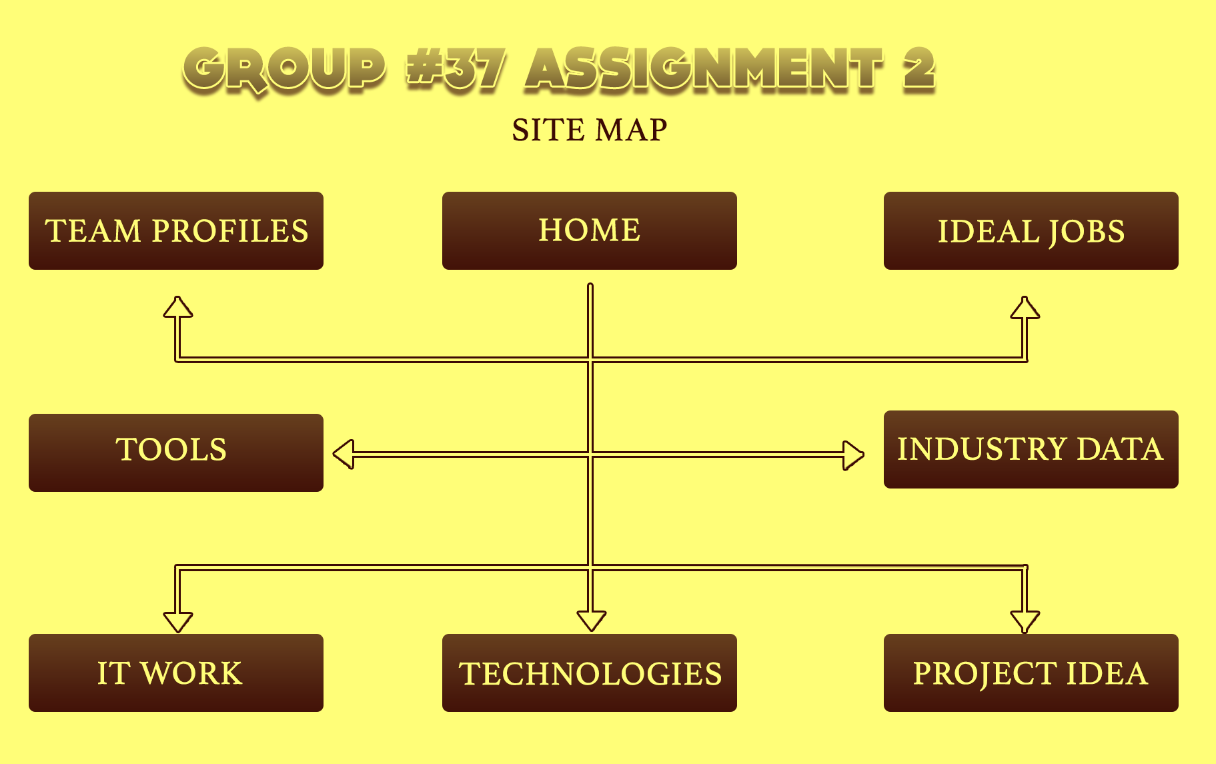 GROUP #37 ASSIGNMENT 2
SITE MAP
TEAM PROFILES
HOME
IDEAL JOBS
TOOLS
INDUSTRY DATA
IT WORK
TECHNOLOGIES
PROJECT IDEA